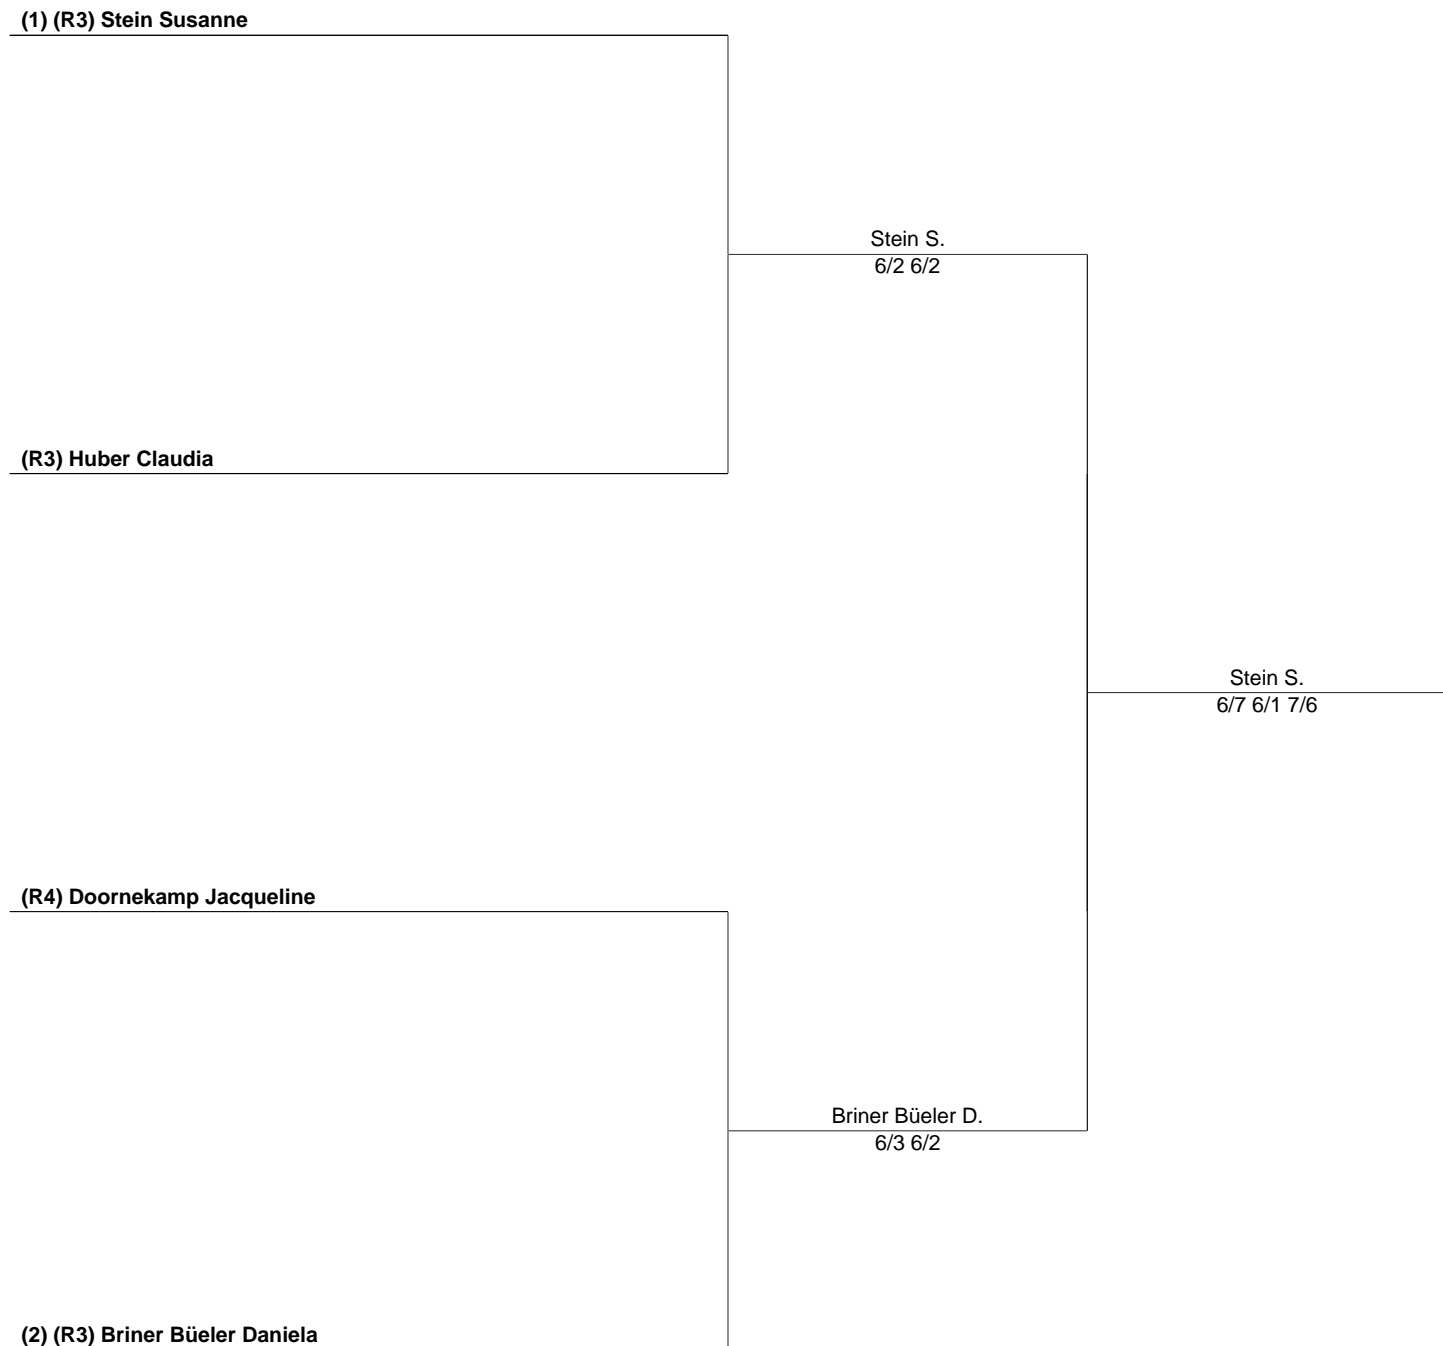 (1) (R3) Stein Susanne
Stein S.
6/2 6/2
(R3) Huber Claudia
Stein S.
6/7 6/1 7/6
(R4) Doornekamp Jacqueline
Briner Büeler D.
6/3 6/2
(2) (R3) Briner Büeler Daniela